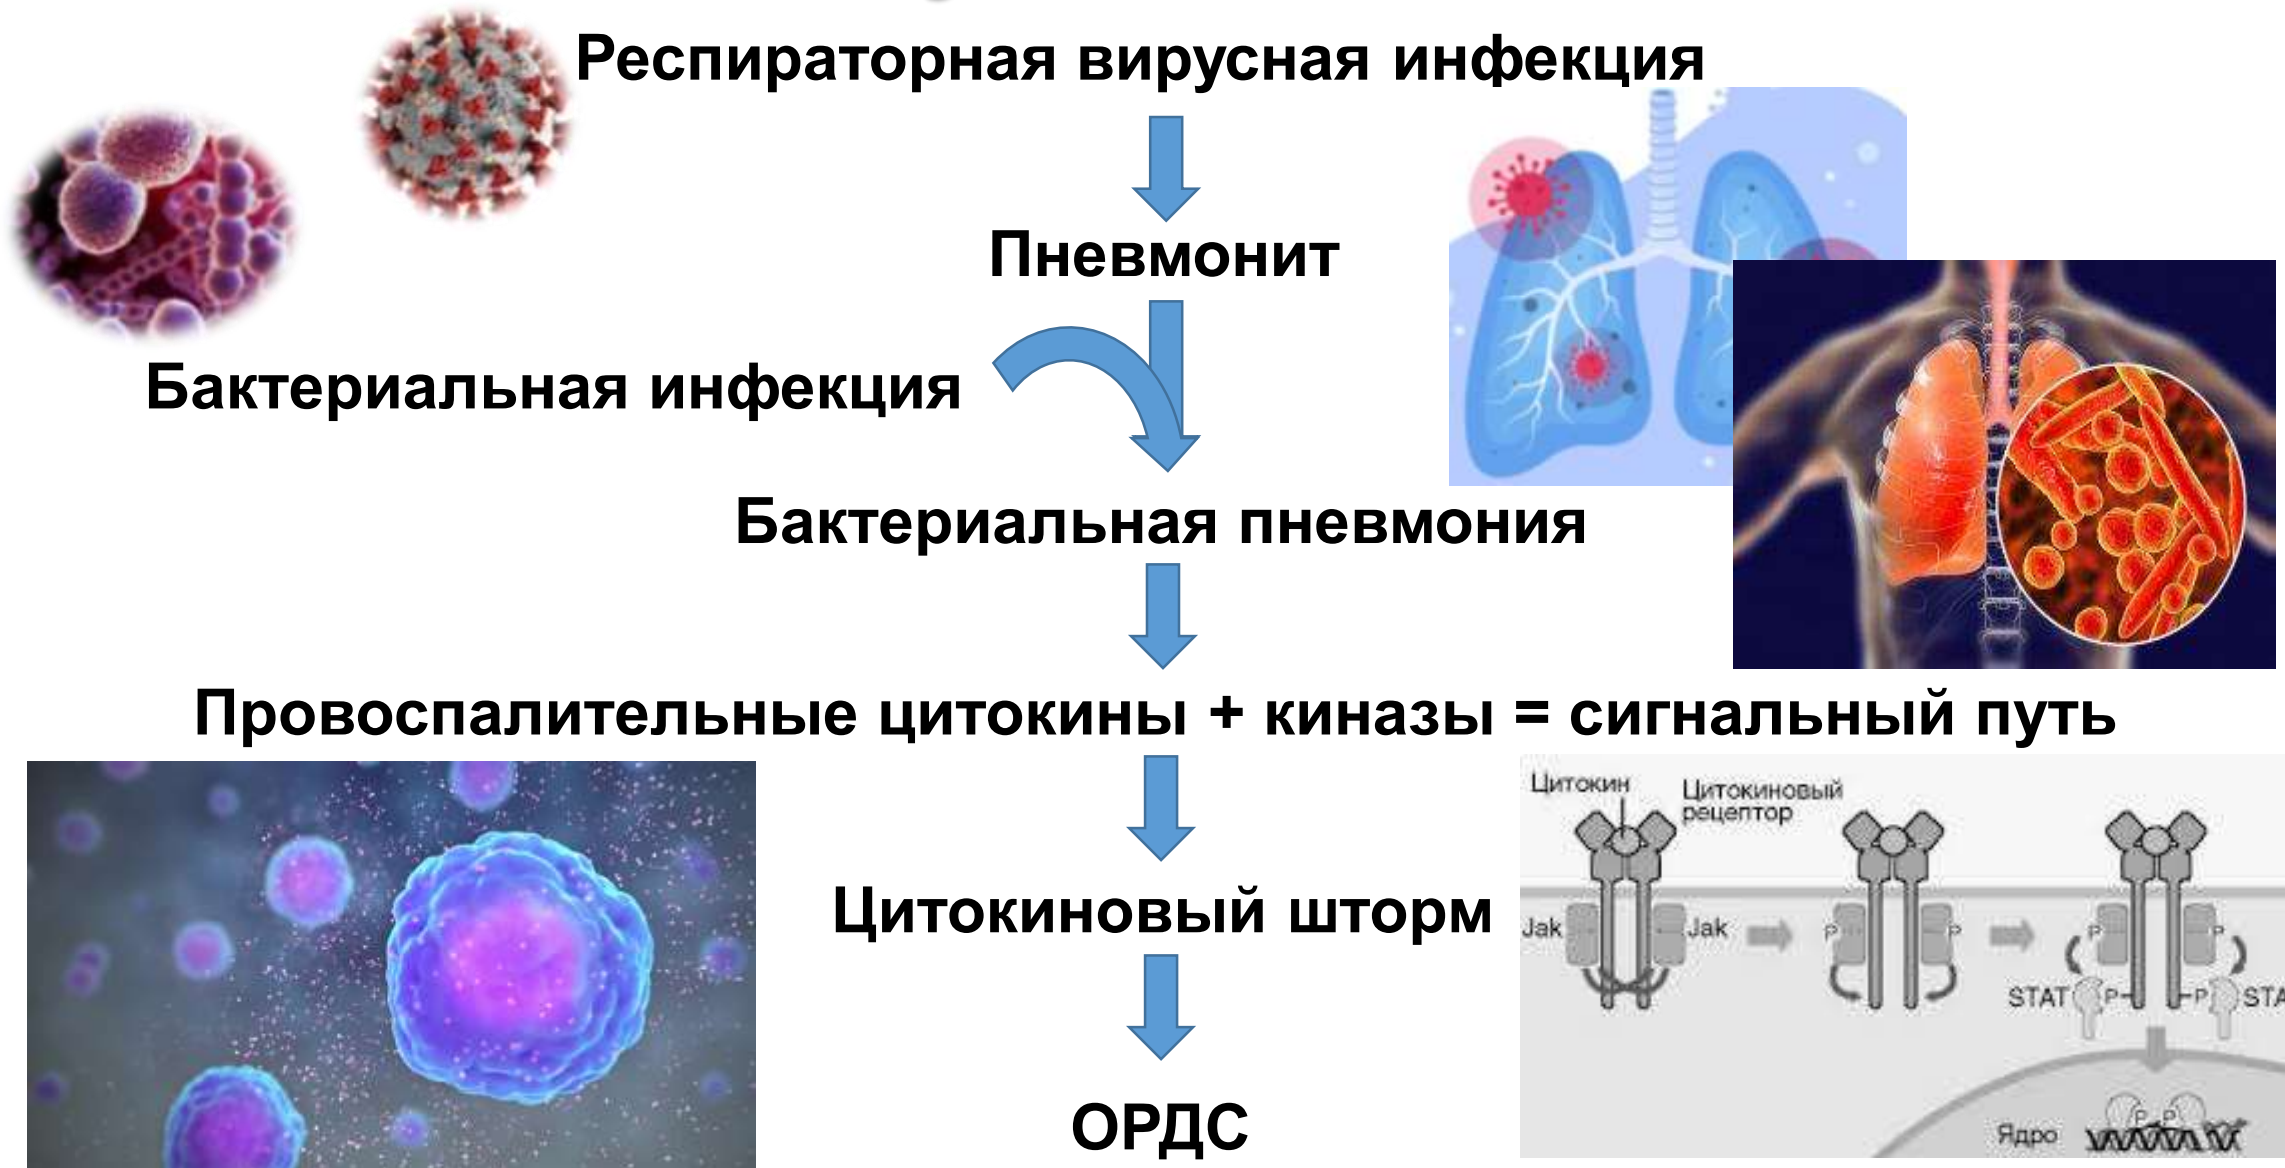 Респираторная вирусная инфекция
Пневмонит
Бактериальная инфекция
Бактериальная пневмония
Провоспалительные цитокины + киназы = сигнальный путь
Цитокин
Цитокиновый
рецептор
Цитокиновый шторм
Jak
Jak
P
P
P
P
STAT
P
P
STA
ОРДС
Ядро
P
P